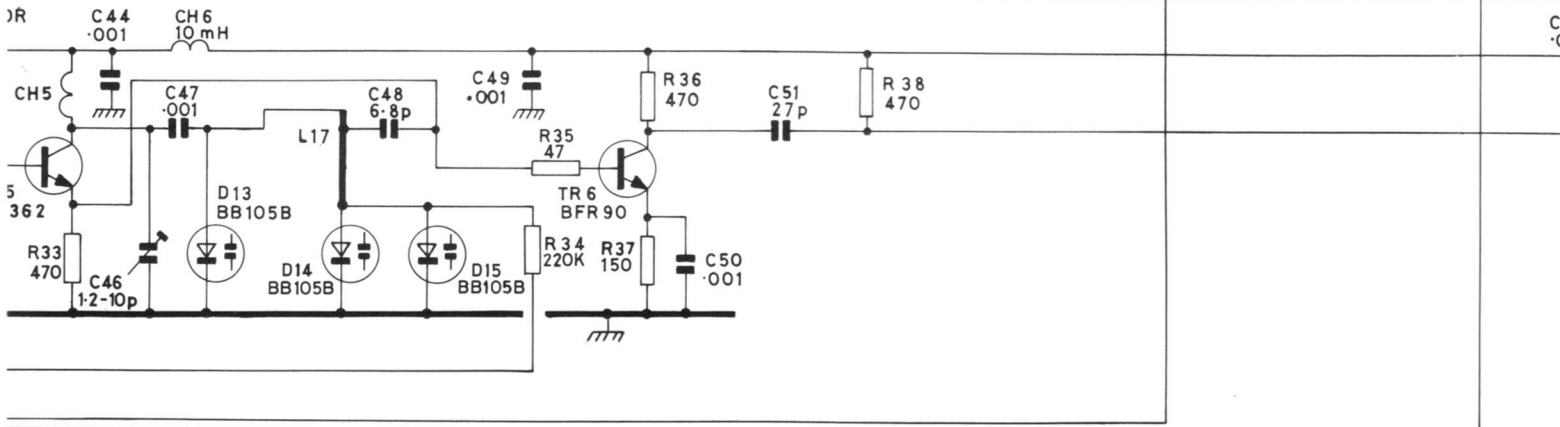 OR
C44
·001
CH6
10mH
CH5
C47
·001
C48
6·8p
C49
·001
R36
470
C51
27p
R38
470
L17
R35
47
362
D13
BB105B
TR6
BFR90
R33
470
C46
1·2-10p
D14
BB105B
D15
BB105B
R34
220K
R37
150
C50
·001